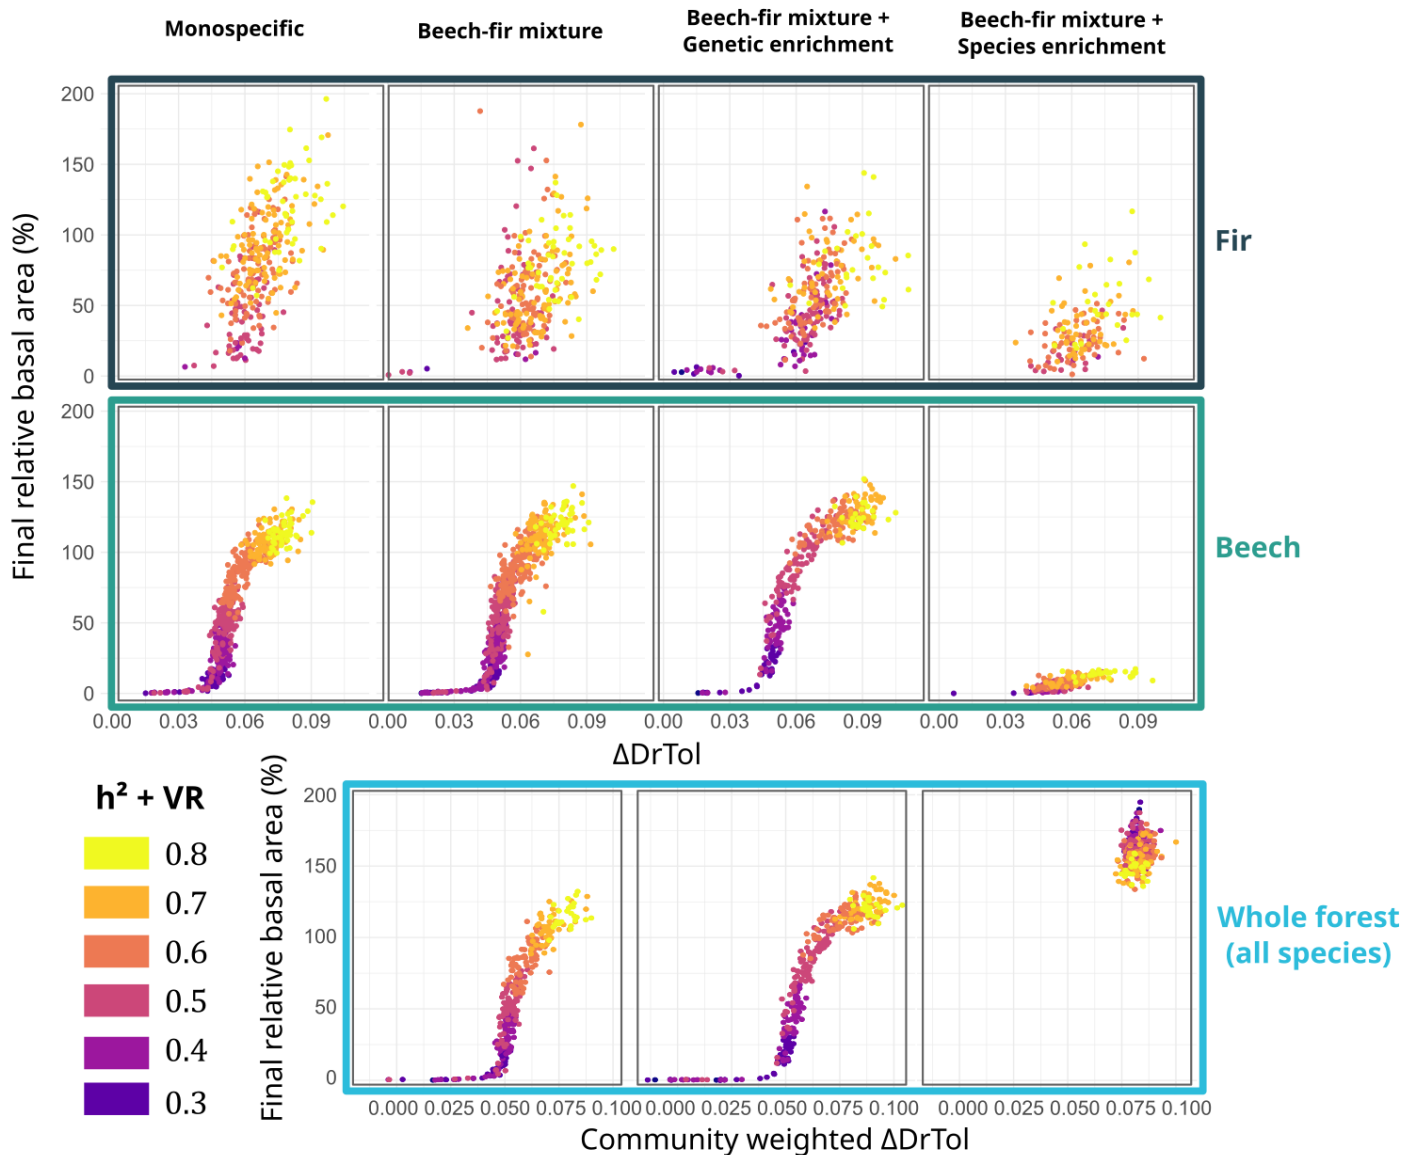 Monospecific
Beech-fir mixture
Beech-fir mixture +
Genetic enrichment
Beech-fir mixture +
Species enrichment
Final relative basal area (%)
200
150
100
50
0
Fir
200
150
100
50
0
Beech
0.00 0.03 0.06 0.09 0.00 0.03 0.06 0.09 0.00 0.03 0.06 0.09 0.00 0.03 0.06 0.09
ΔDrTol
h² + VR
0.8
0.7
0.6
0.5
0.4
0.3
Final relative basal area (%)
200
150
100
50
0
Whole forest
(all species)
0.000 0.025 0.050 0.075 0.100 0.000 0.025 0.050 0.075 0.100 0.000 0.025 0.050 0.075 0.100
Community weighted ΔDrTol